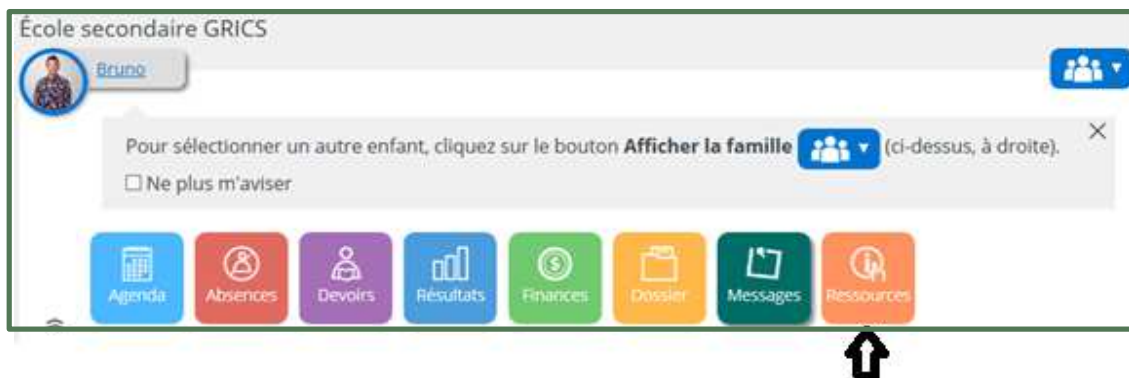 École secondaire GRICS
Bruno
Pour sélectionner un autre enfant, cliquez sur le bouton Afficher la famille (ci-dessus, à droite).
Ne plus m'aviser
Agenda Absences Devoirs Résultats Finances Dossier Messages Ressources